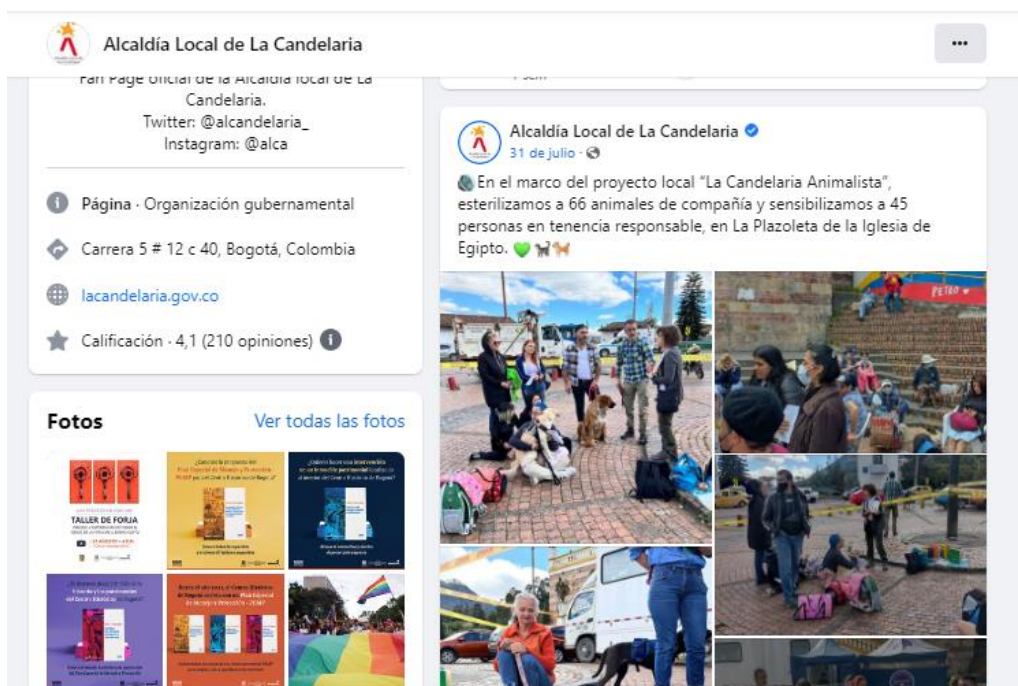 Alcaldía Local de La Candelaria
Fan Page oficial de la Alcaldía local de La
Candelaria.
Twitter: @alcandelaria_
Instagram: @alca
Página · Organización gubernamental
Carrera 5 # 12 c 40, Bogotá, Colombia
lacandelaria.gov.co
Calificación · 4,1 (210 opiniones)
Fotos
Ver todas las fotos
TALLER DE FORJA
1 sem
Alcaldía Local de La Candelaria
31 de julio ·
En el marco del proyecto local "La Candelaria Animalista",
esterilizamos a 66 animales de compañía y sensibilizamos a 45
personas en tenencia responsable, en La Plazoleta de la Iglesia de
Egipto.
PETRO